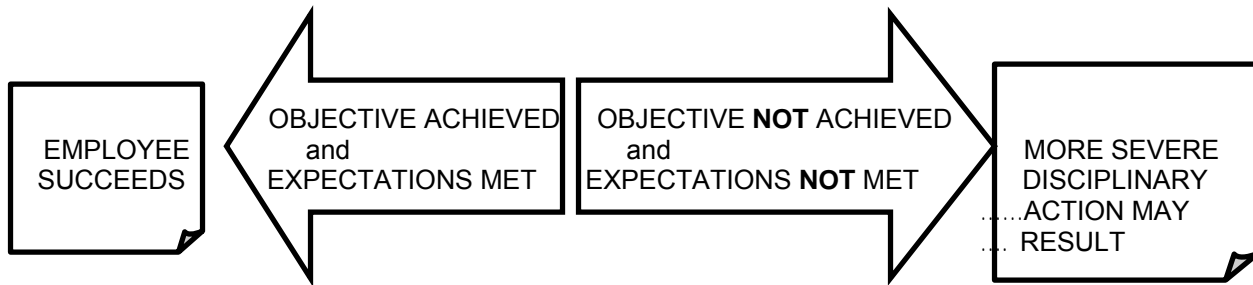 EMPLOYEE
SUCCEEDS
OBJECTIVE ACHIEVED
and
EXPECTATIONS MET
OBJECTIVE NOT ACHIEVED
and
EXPECTATIONS NOT MET
MORE SEVERE
DISCIPLINARY
......ACTION MAY
.... RESULT